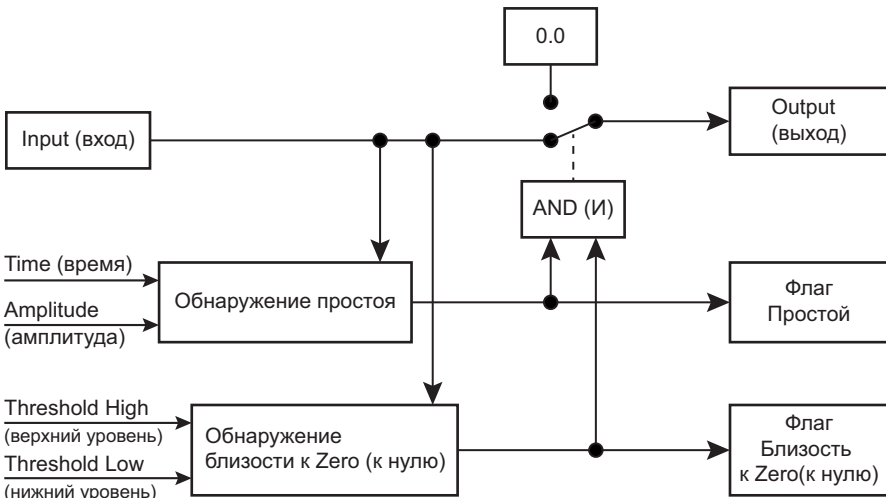 0.0
Input (вход)
Output
(выход)
AND (И)
Time (время)
Amplitude
(амплитуда)
Обнаружение простоя
Флаг
Простой
Threshold High
(верхний уровень)
Threshold Low
(нижний уровень)
Обнаружение
близости к Zero (к нулю)
Флаг
Близость
к Zero(к нулю)